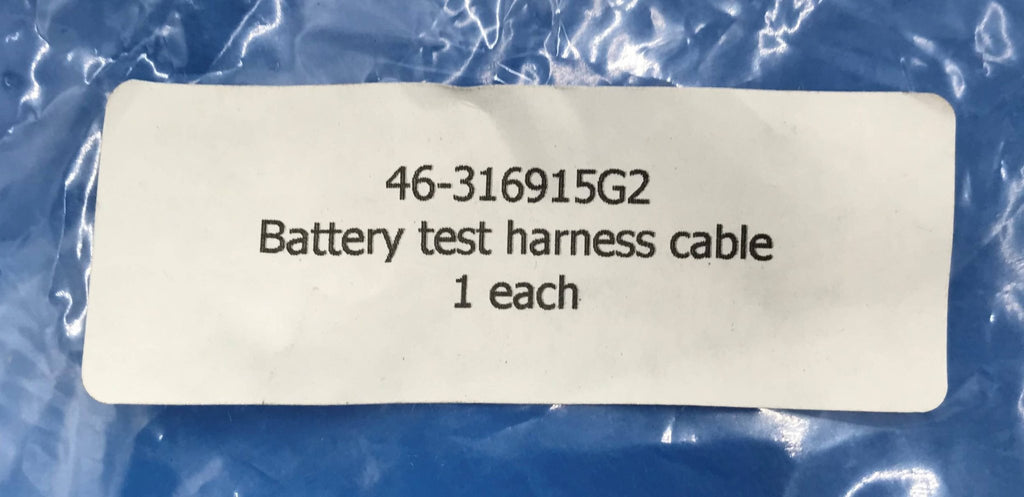 46-316915G2
Battery test harness cable
1 each